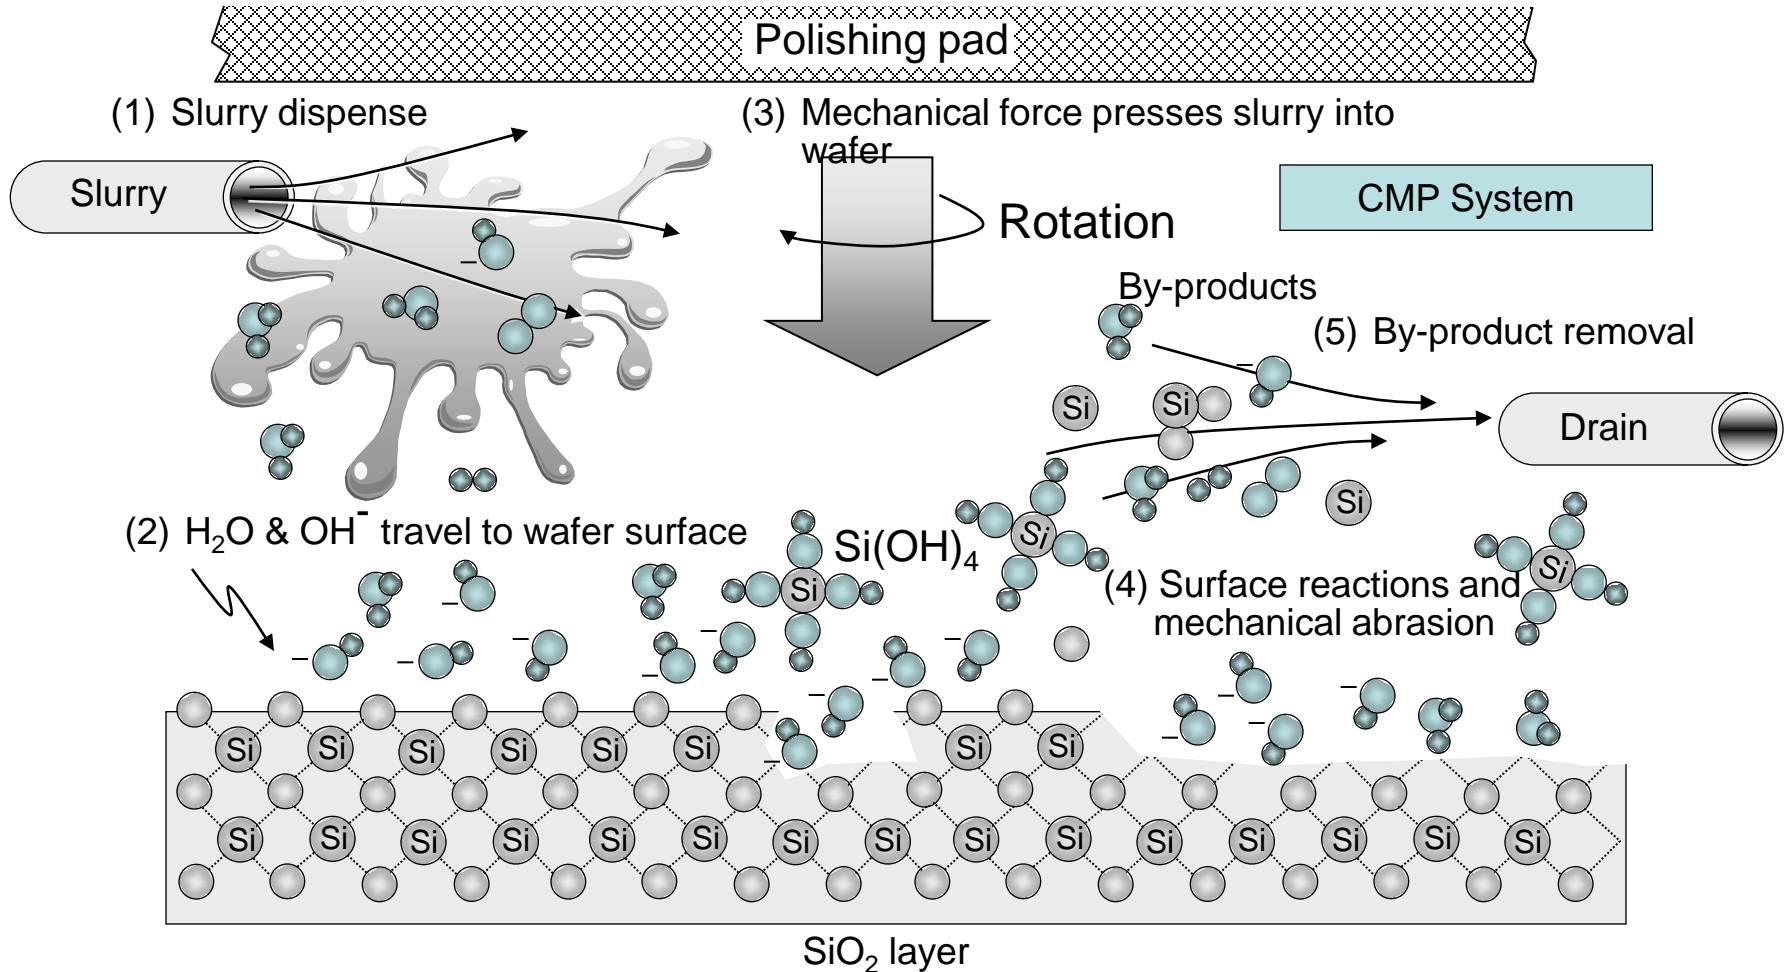 Polishing pad
(1) Slurry dispense
(3) Mechanical force presses slurry into
wafer
Slurry
CMP System
Rotation
By-products
(5) By-product removal
Si
Si
Drain
Si
(2) H₂O & OH⁻ travel to wafer surface
Si(OH)₄
Si
Si
Si
(4) Surface reactions and
mechanical abrasion
Si Si Si Si Si Si Si Si
Si Si Si Si Si Si Si Si Si Si Si Si Si Si Si
SiO₂ layer